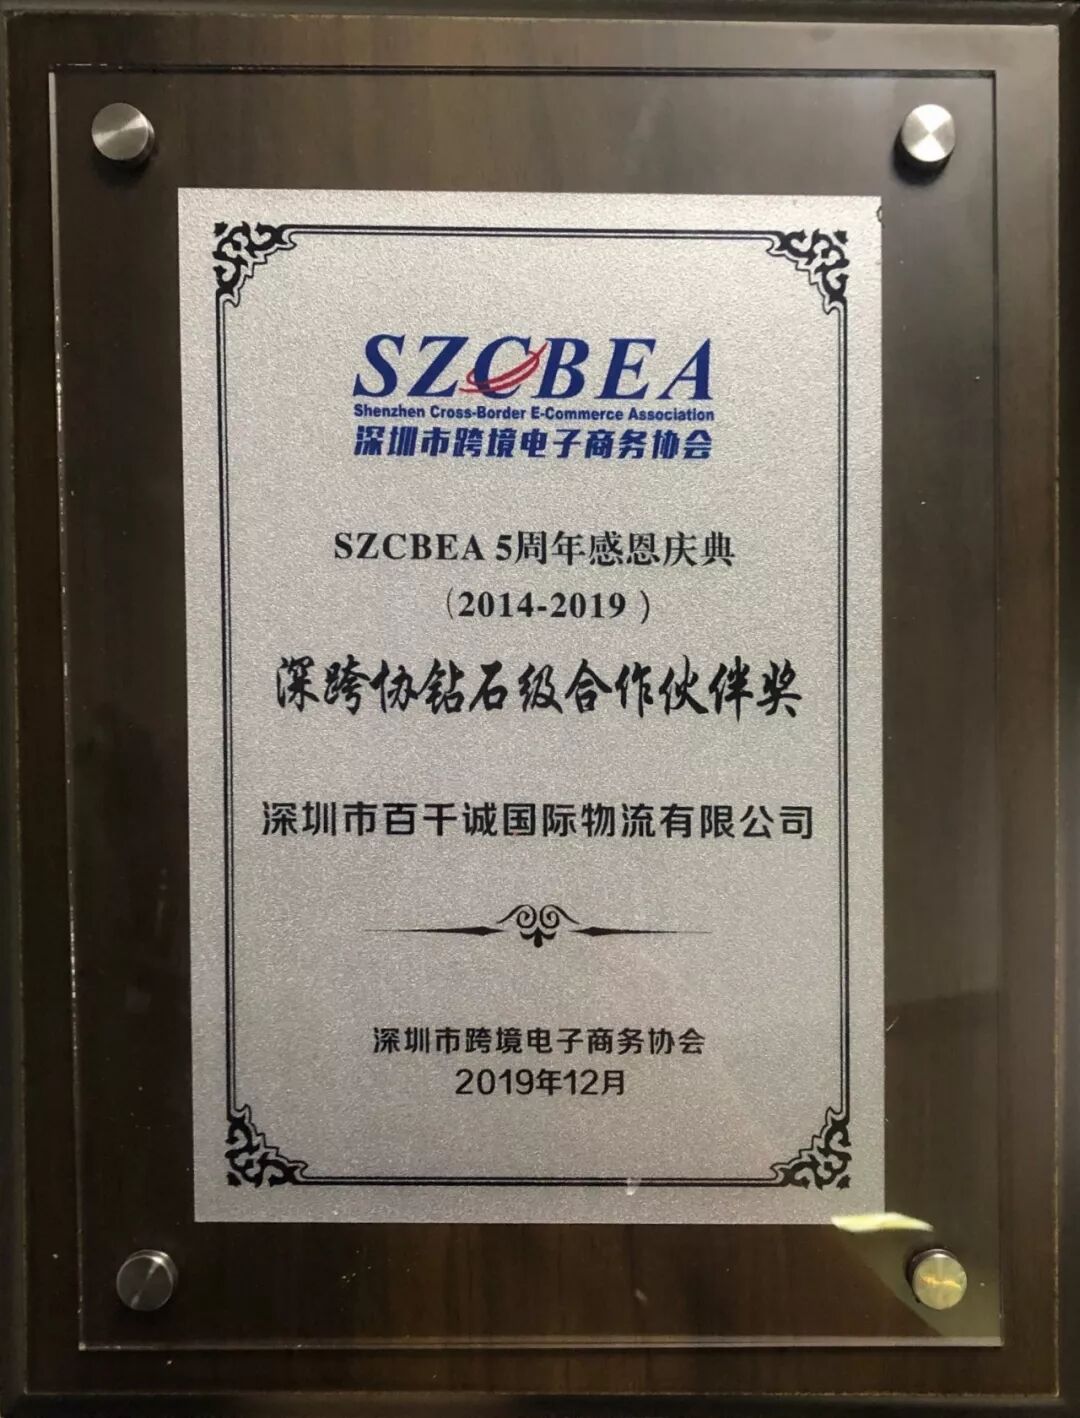 SZCBEA
Shenzhen Cross-Border E-Commerce Association
深圳市跨境电子商务协会
SZCBEA 5周年感恩庆典
（2014-2019 ）
深跨协钻石级合作伙伴奖
深圳市百千诚国际物流有限公司
深圳市跨境电子商务协会
2019年12月